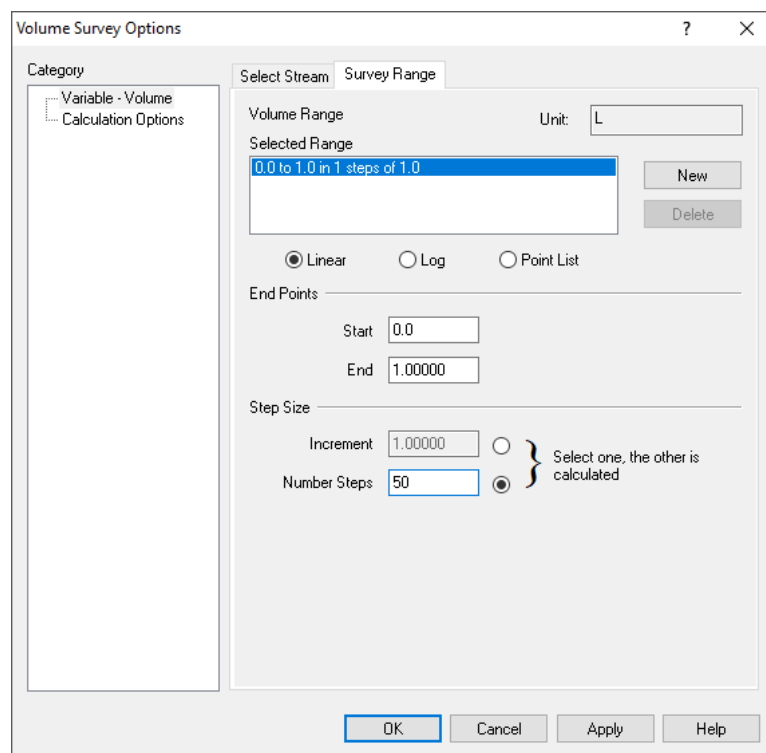 Volume Survey Options ?
Category
Variable - Volume
Calculation Options
Select Stream Survey Range
Volume Range Unit: L
Selected Range
0.0 to 1.0 in 1 steps of 1.0
New
Delete
Linear Log Point List
End Points
Start 0.0
End 1.00000
Step Size
Increment 1.00000
Number Steps 50
Select one, the other is
calculated
OK Cancel Apply Help